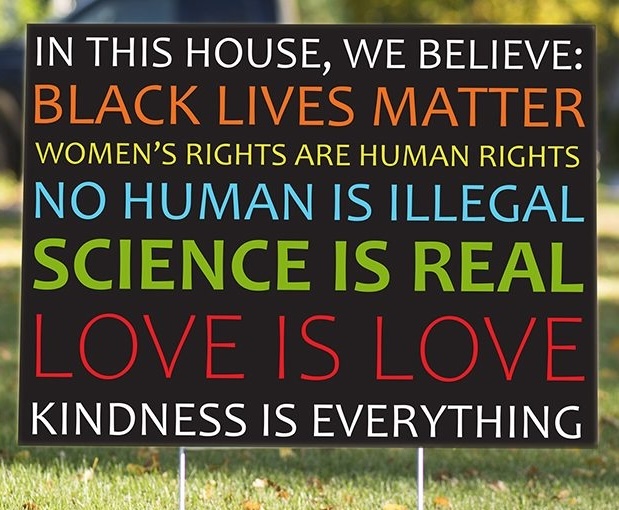 IN THIS HOUSE, WE BELIEVE:
BLACK LIVES MATTER
WOMEN'S RIGHTS ARE HUMAN RIGHTS
NO HUMAN IS ILLEGAL
SCIENCE IS REAL
LOVE IS LOVE
KINDNESS IS EVERYTHING